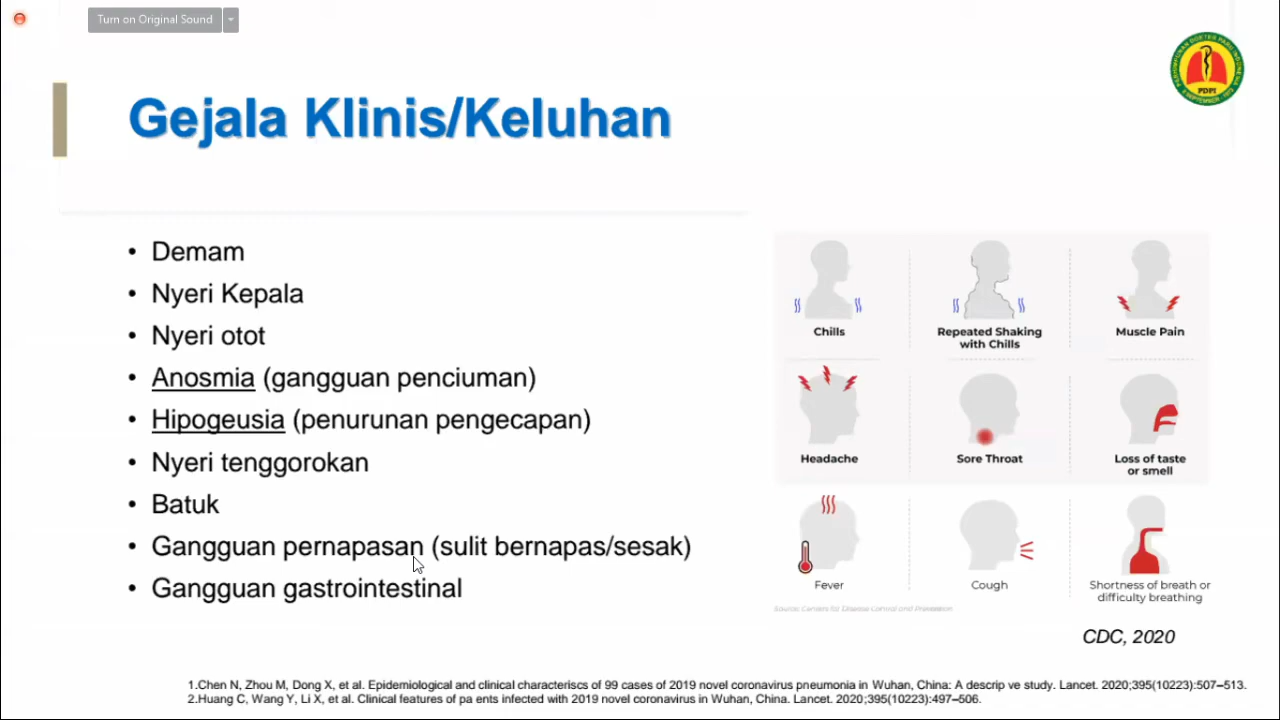 Turn on Original Sound
PERHIMPUNAN DOKTER PARU INDONESIA
PDPI
Gejala Klinis/Keluhan
• Demam
• Nyeri Kepala
• Nyeri otot
• Anosmia (gangguan penciuman)
• Hipogeusia (penurunan pengecapan)
• Nyeri tenggorokan
• Batuk
• Gangguan pernapasan (sulit bernapas/sesak)
• Gangguan gastrointestinal
Chills
Repeated Shaking
with Chills
Muscle Pain
Headache
Sore Throat
Loss of taste
or smell
Fever
Cough
Shortness of breath or
difficulty breathing
Source: Centers for Disease Control and Prevention
CDC, 2020
1.Chen N, Zhou M, Dong X, et al. Epidemiological and clinical characteriscs of 99 cases of 2019 novel coronavirus pneumonia in Wuhan, China: A descrip ve study. Lancet. 2020;395(10223):507–513.
2.Huang C, Wang Y, Li X, et al. Clinical features of pa ents infected with 2019 novel coronavirus in Wuhan, China. Lancet. 2020;395(10223):497–506.